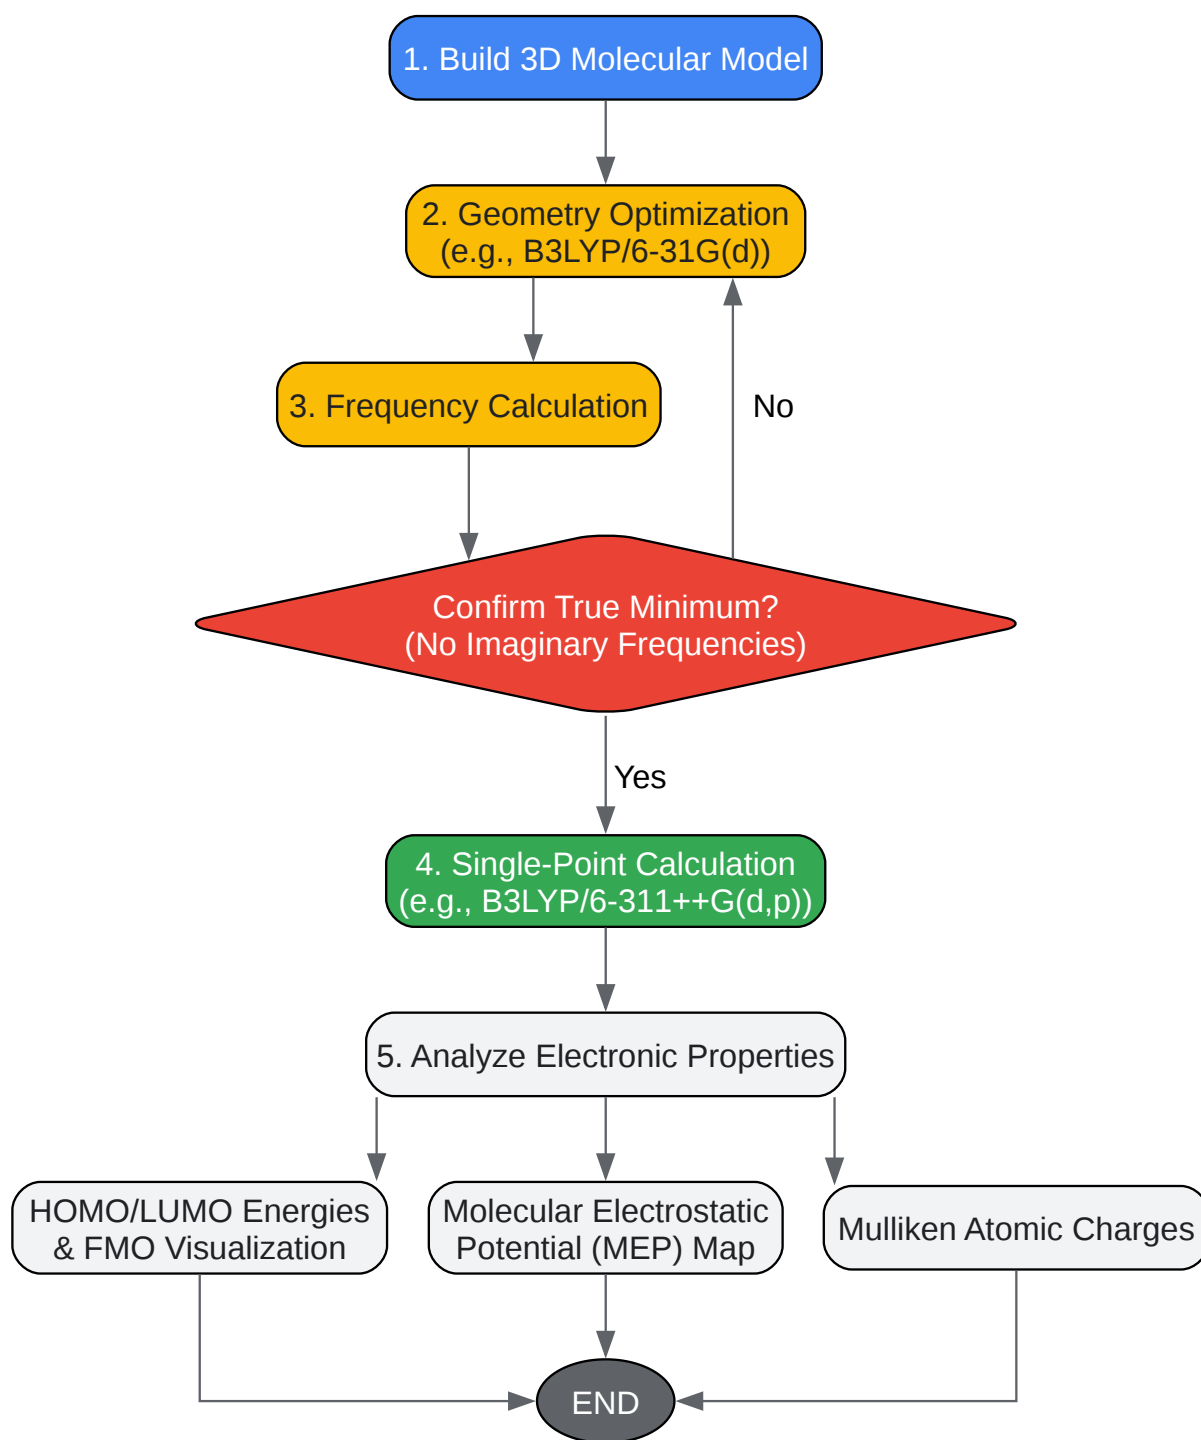 1. Build 3D Molecular Model
2. Geometry Optimization
(e.g., B3LYP/6-31G(d))
3. Frequency Calculation
No
Confirm True Minimum?
(No Imaginary Frequencies)
Yes
4. Single-Point Calculation
(e.g., B3LYP/6-311++G(d,p))
5. Analyze Electronic Properties
HOMO/LUMO Energies
& FMO Visualization
Molecular Electrostatic
Potential (MEP) Map
Mulliken Atomic Charges
END